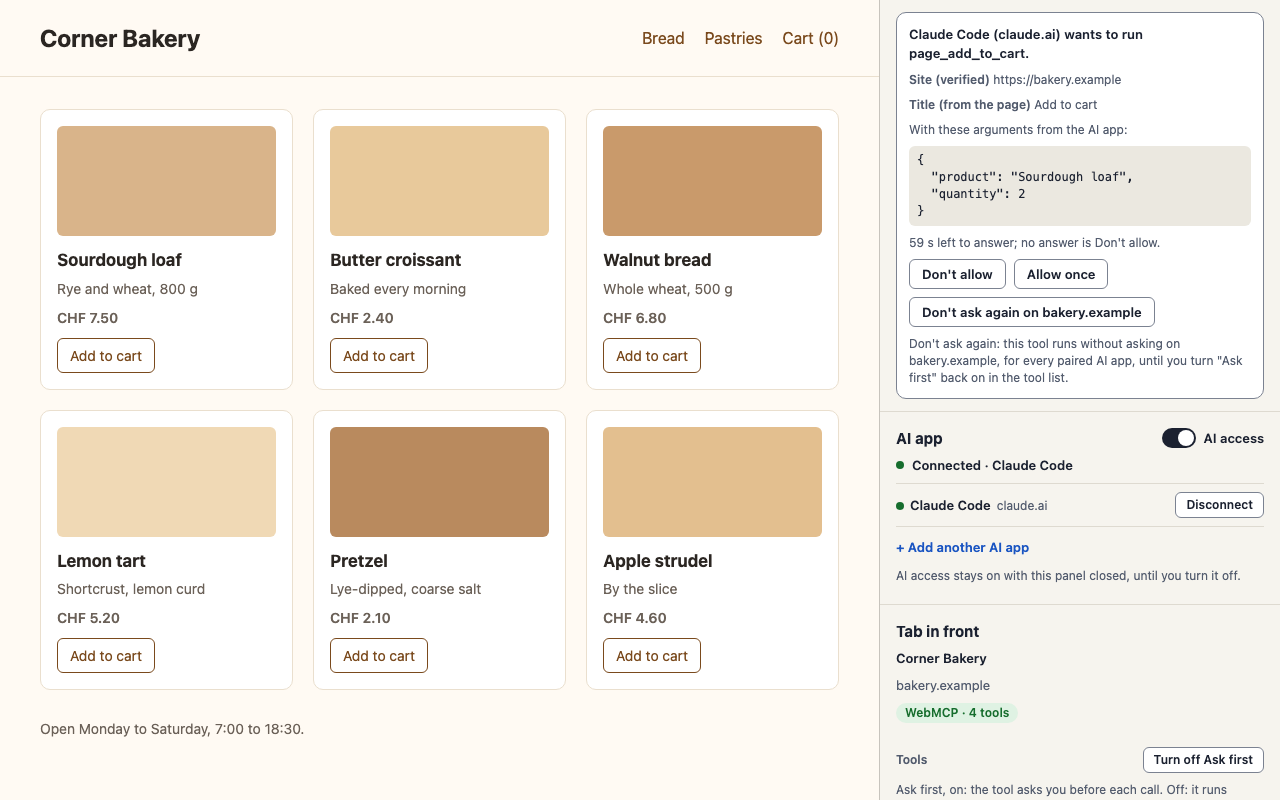 Corner Bakery
Bread Pastries Cart (0)
Sourdough loaf
Rye and wheat, 800 g
CHF 7.50
Add to cart
Butter croissant
Baked every morning
CHF 2.40
Add to cart
Walnut bread
Whole wheat, 500 g
CHF 6.80
Add to cart
Lemon tart
Shortcrust, lemon curd
CHF 5.20
Add to cart
Pretzel
Lye-dipped, coarse salt
CHF 2.10
Add to cart
Apple strudel
By the slice
CHF 4.60
Add to cart
Open Monday to Saturday, 7:00 to 18:30.
Claude Code (claude.ai) wants to run
page_add_to_cart.
Site (verified) https://bakery.example
Title (from the page) Add to cart
With these arguments from the AI app:
{
"product": "Sourdough loaf",
"quantity": 2
}
59 s left to answer; no answer is Don't allow.
Don't allow Allow once
Don't ask again on bakery.example
Don't ask again: this tool runs without asking on
bakery.example, for every paired AI app, until you turn "Ask
first" back on in the tool list.
AI app AI access
Connected · Claude Code
Claude Code claude.ai Disconnect
+ Add another AI app
AI access stays on with this panel closed, until you turn it off.
Tab in front
Corner Bakery
bakery.example
WebMCP · 4 tools
Tools Turn off Ask first
Ask first, on: the tool asks you before each call. Off: it runs